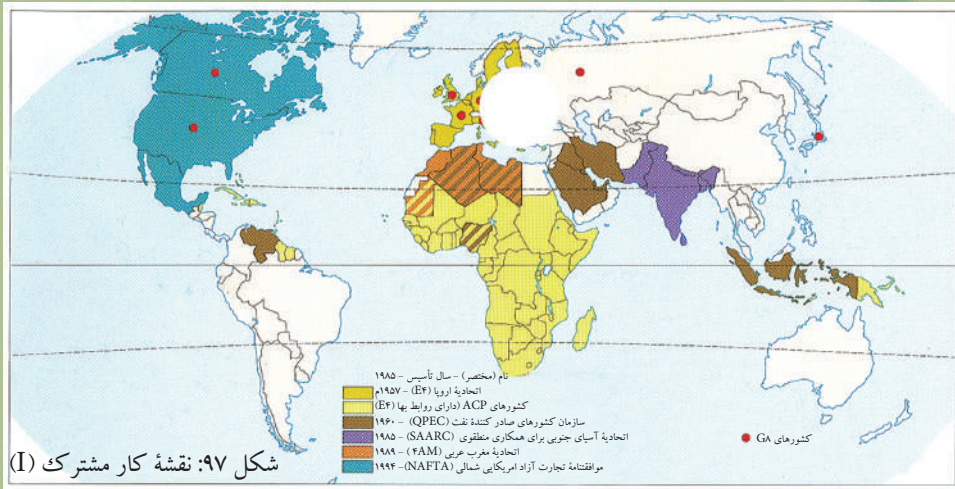 نام (مختصر) - سال تأسیس - ۱۹۸۵
اتحادیهٔ اروپا (E۴) - ۱۹۵۷م
کشورهای ACP (دارای روابط بها (E۴)
سازمان کشورهای صادر کنندهٔ نفت (QPEC) - ۱۹۶۰
اتحادیهٔ آسیای جنوبی برای همکاری منطقوی (SAARC) - ۱۹۸۵
اتحادیهٔ مغرب عربی (۴AM) - ۱۹۸۹
موافقتنامهٔ تجارت آزاد امریکایی شمالی (NAFTA) - ۱۹۹۴
کشورهای G۸
شکل ۹۷: نقشهٔ کار مشترک (I)